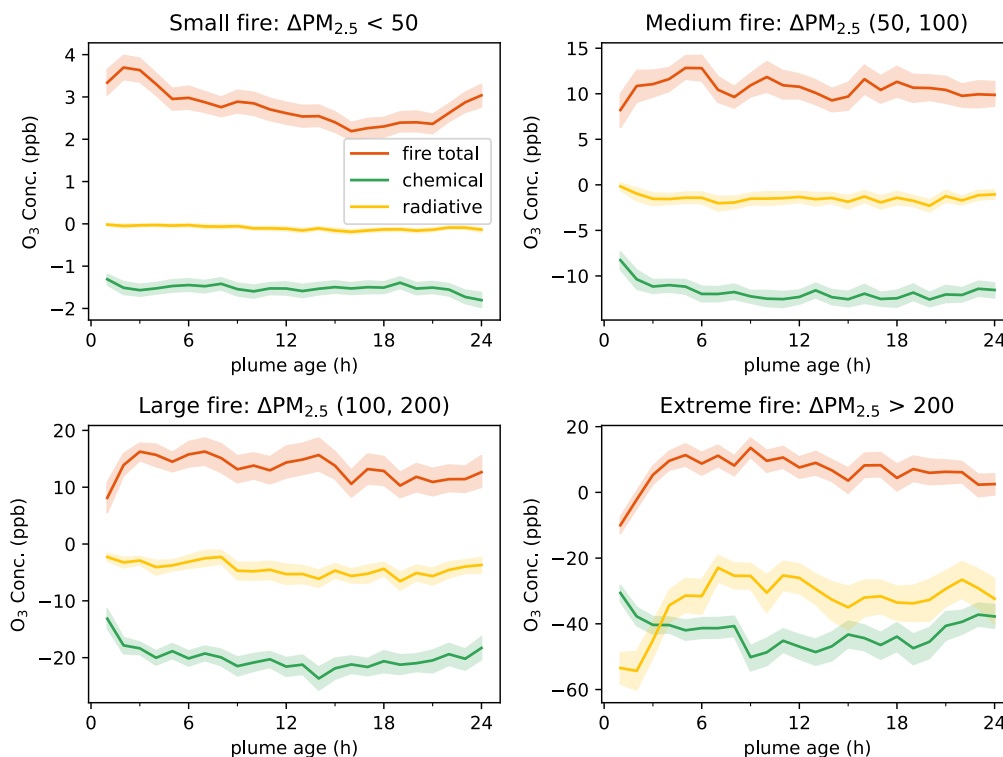 Small fire: ΔPM2.5 < 50
O3 Conc. (ppb)
4
3
2
1
0
−1
−2
fire total
chemical
radiative
0 6 12 18 24
plume age (h)
Medium fire: ΔPM2.5 (50, 100)
O3 Conc. (ppb)
15
10
5
0
−5
−10
0 6 12 18 24
plume age (h)
Large fire: ΔPM2.5 (100, 200)
O3 Conc. (ppb)
20
10
0
−10
−20
0 6 12 18 24
plume age (h)
Extreme fire: ΔPM2.5 > 200
O3 Conc. (ppb)
20
0
−20
−40
−60
0 6 12 18 24
plume age (h)